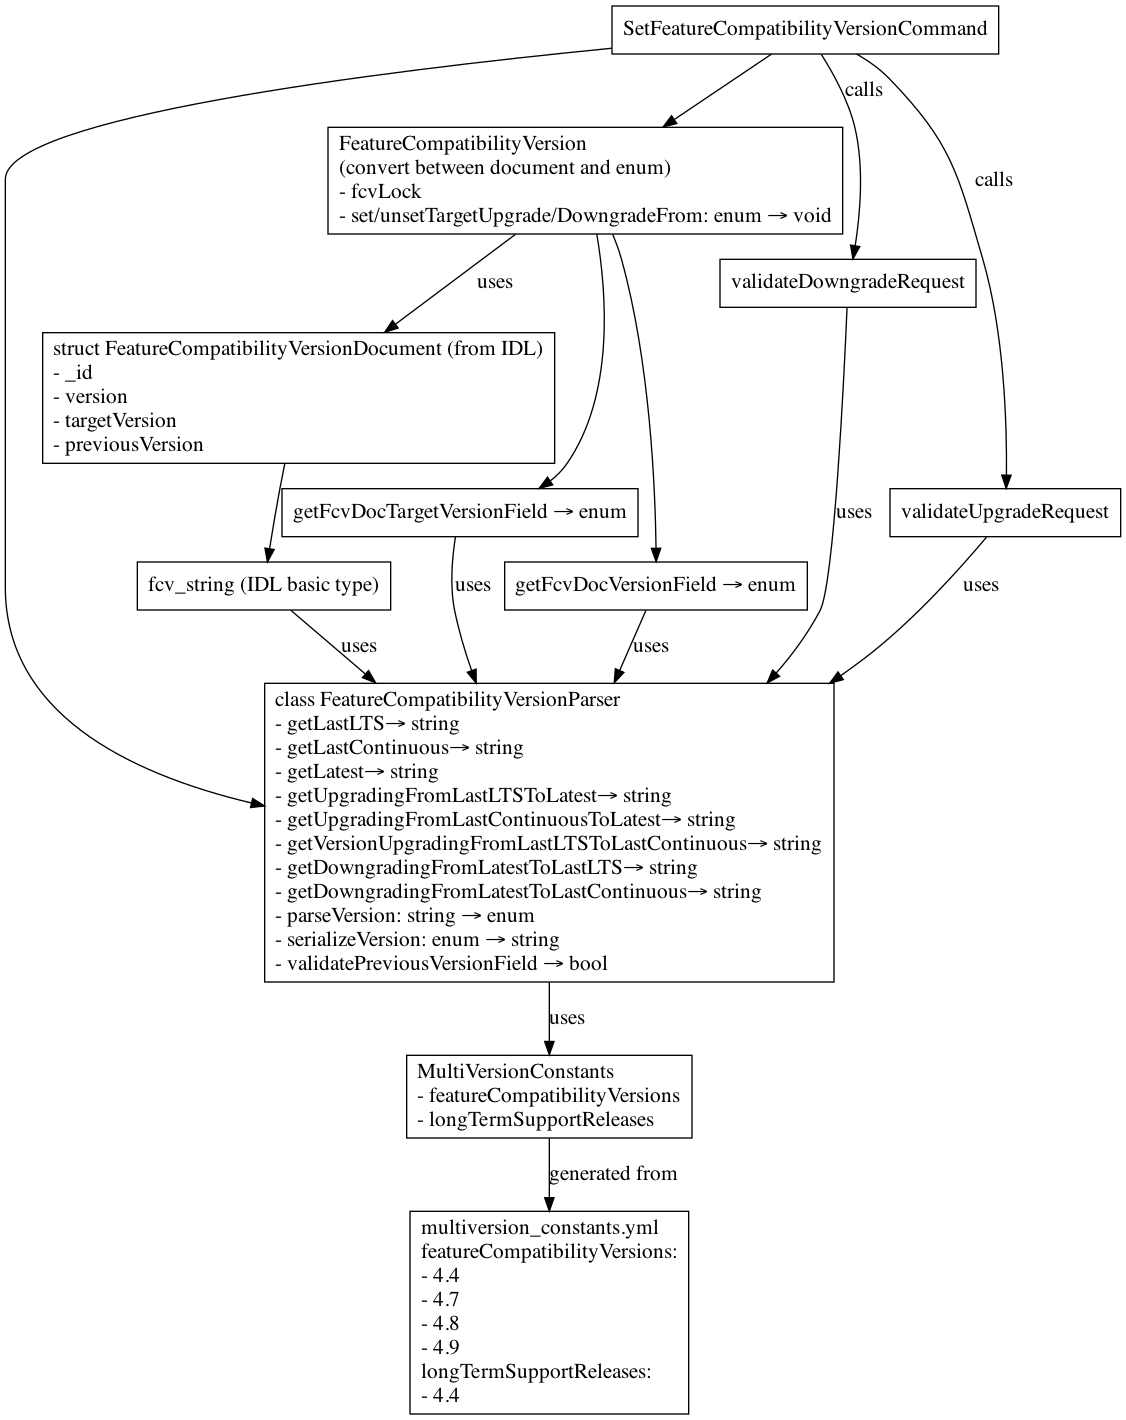 SetFeatureCompatibilityVersionCommand
calls
FeatureCompatibilityVersion
(convert between document and enum)
- fcvLock
- set/unsetTargetUpgrade/DowngradeFrom: enum → void
calls
validateDowngradeRequest
uses
struct FeatureCompatibilityVersionDocument (from IDL)
- _id
- version
- targetVersion
- previousVersion
getFcvDocTargetVersionField → enum
uses
validateUpgradeRequest
fcv_string (IDL basic type)
uses
getFcvDocVersionField → enum
uses
uses
uses
class FeatureCompatibilityVersionParser
- getLastLTS→ string
- getLastContinuous→ string
- getLatest→ string
- getUpgradingFromLastLTSToLatest→ string
- getUpgradingFromLastContinuousToLatest→ string
- getVersionUpgradingFromLastLTSToLastContinuous→ string
- getDowngradingFromLatestToLastLTS→ string
- getDowngradingFromLatestToLastContinuous→ string
- parseVersion: string → enum
- serializeVersion: enum → string
- validatePreviousVersionField → bool
uses
MultiVersionConstants
- featureCompatibilityVersions
- longTermSupportReleases
generated from
multiversion_constants.yml
featureCompatibilityVersions:
- 4.4
- 4.7
- 4.8
- 4.9
longTermSupportReleases:
- 4.4